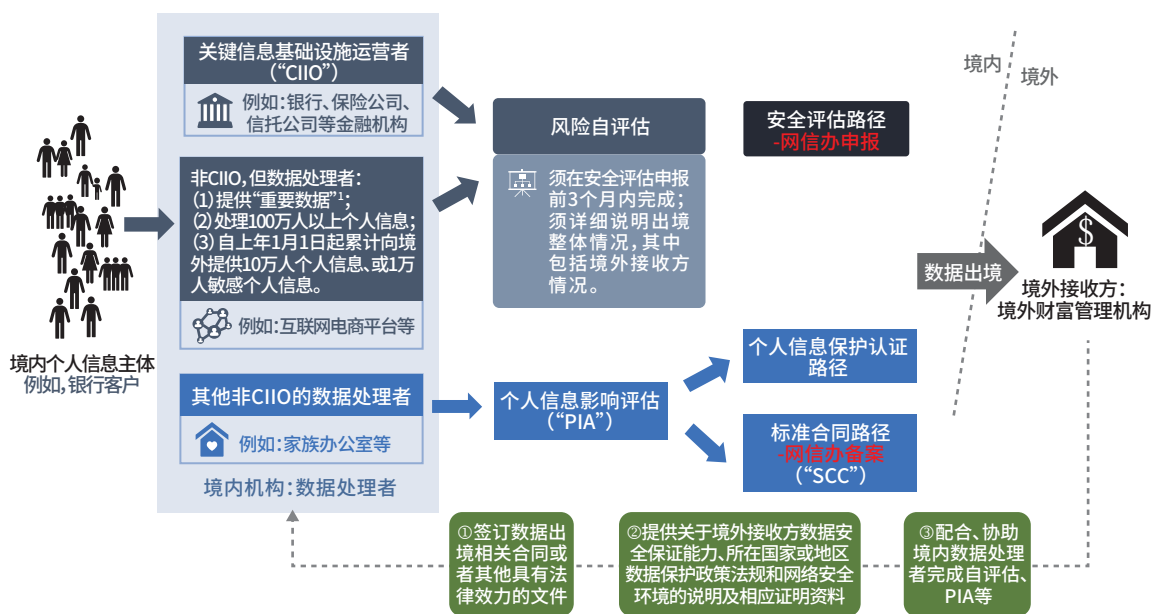 关键信息基础设施运营者
（“CIIO”）
例如：银行、保险公司、
信托公司等金融机构
非CIIO，但数据处理者：
（1）提供“重要数据”¹；
（2）处理100万人以上个人信息；
（3）自上年1月1日起累计向境
外提供10万人个人信息、或1万
人敏感个人信息。
例如：互联网电商平台等
其他非CIIO的数据处理者
例如：家族办公室等
境内机构：数据处理者
境内个人信息主体
例如，银行客户
风险自评估
须在安全评估申报
前3个月内完成；
须详细说明出境
整体情况，其中
包括境外接收方
情况。
个人信息影响评估
（“PIA”）
安全评估路径
-网信办申报
个人信息保护认证
路径
标准合同路径
-网信办备案
（“SCC”）
境内
境外
数据出境
$
境外接收方：
境外财富管理机构
①签订数据出
境相关合同或
者其他具有法
律效力的文件
②提供关于境外接收方数据安
全保证能力、所在国家或地区
数据保护政策法规和网络安全
环境的说明及相应证明资料
③配合、协助
境内数据处理
者完成自评估、
PIA等